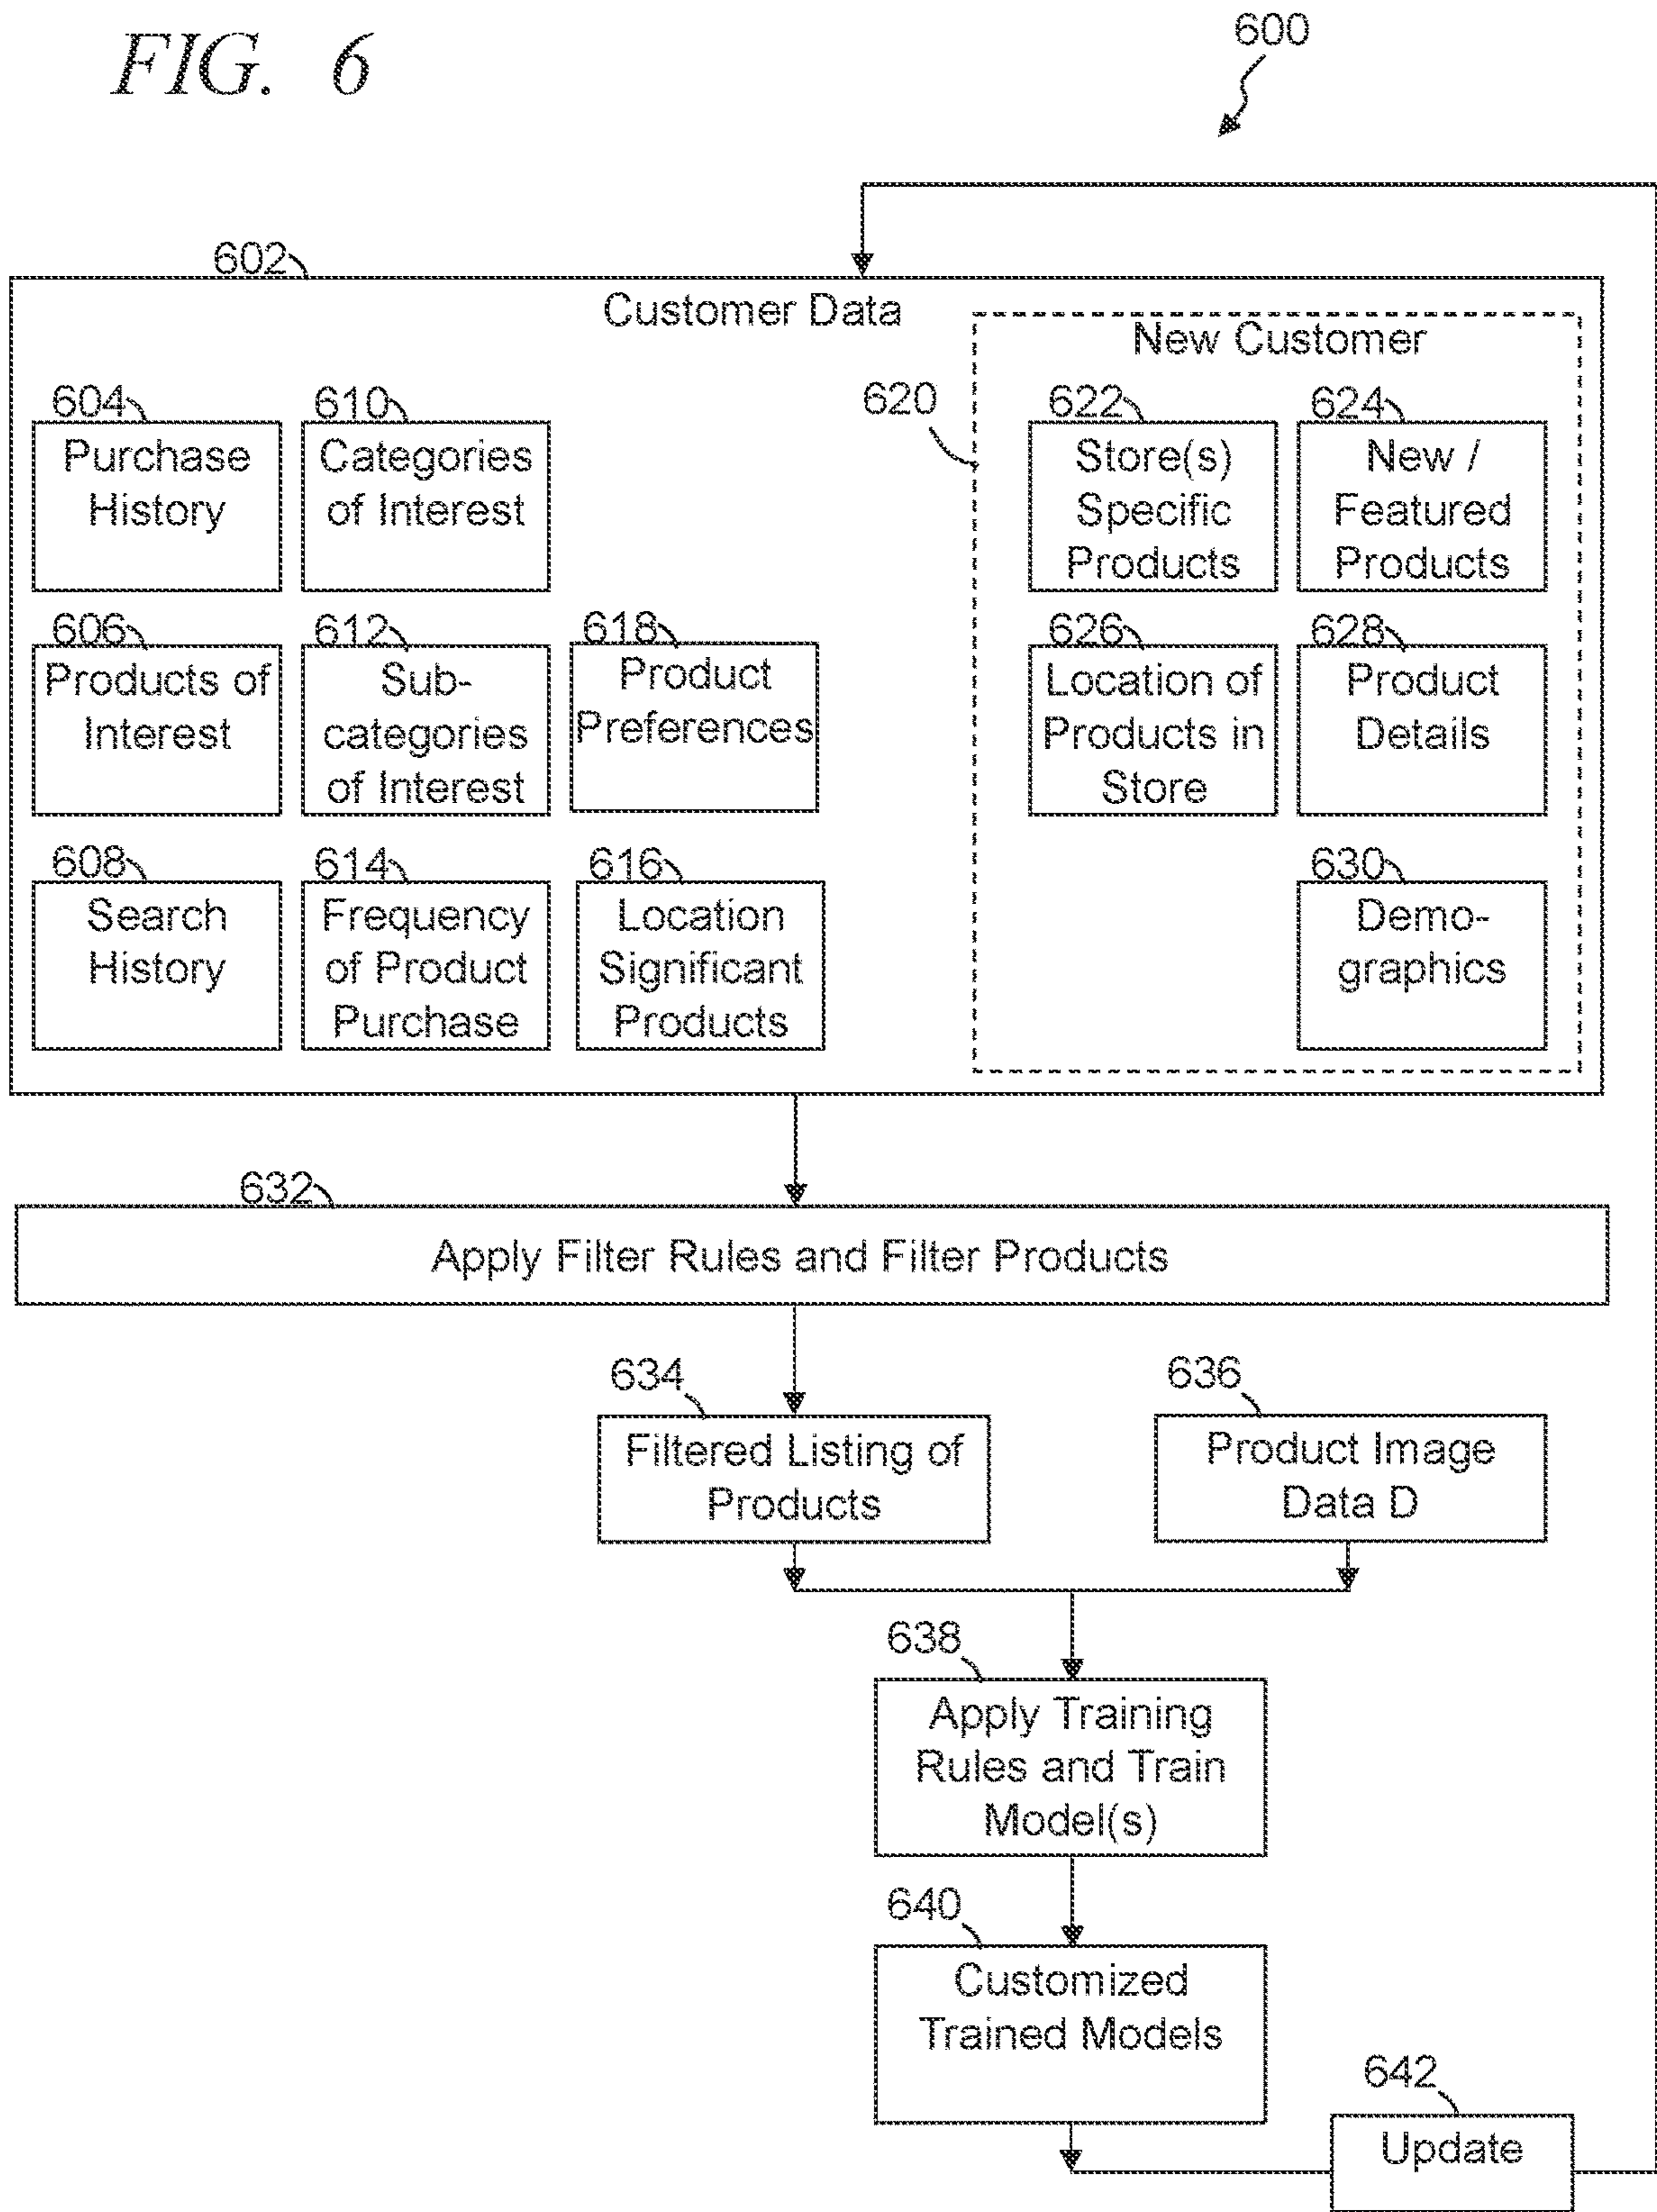 FIG. 6
600
602
Customer Data
New Customer
620
604
Purchase
History
610
Categories
of Interest
622
Store(s)
Specific
Products
624
New /
Featured
Products
606
Products of
Interest
612
Sub-
categories
of Interest
618
Product
Preferences
626
Location of
Products in
Store
628
Product
Details
608
Search
History
614
Frequency
of Product
Purchase
616
Location
Significant
Products
630
Demo-
graphics
632
Apply Filter Rules and Filter Products
634
Filtered Listing of
Products
636
Product Image
Data D
638
Apply Training
Rules and Train
Model(s)
640
Customized
Trained Models
642
Update